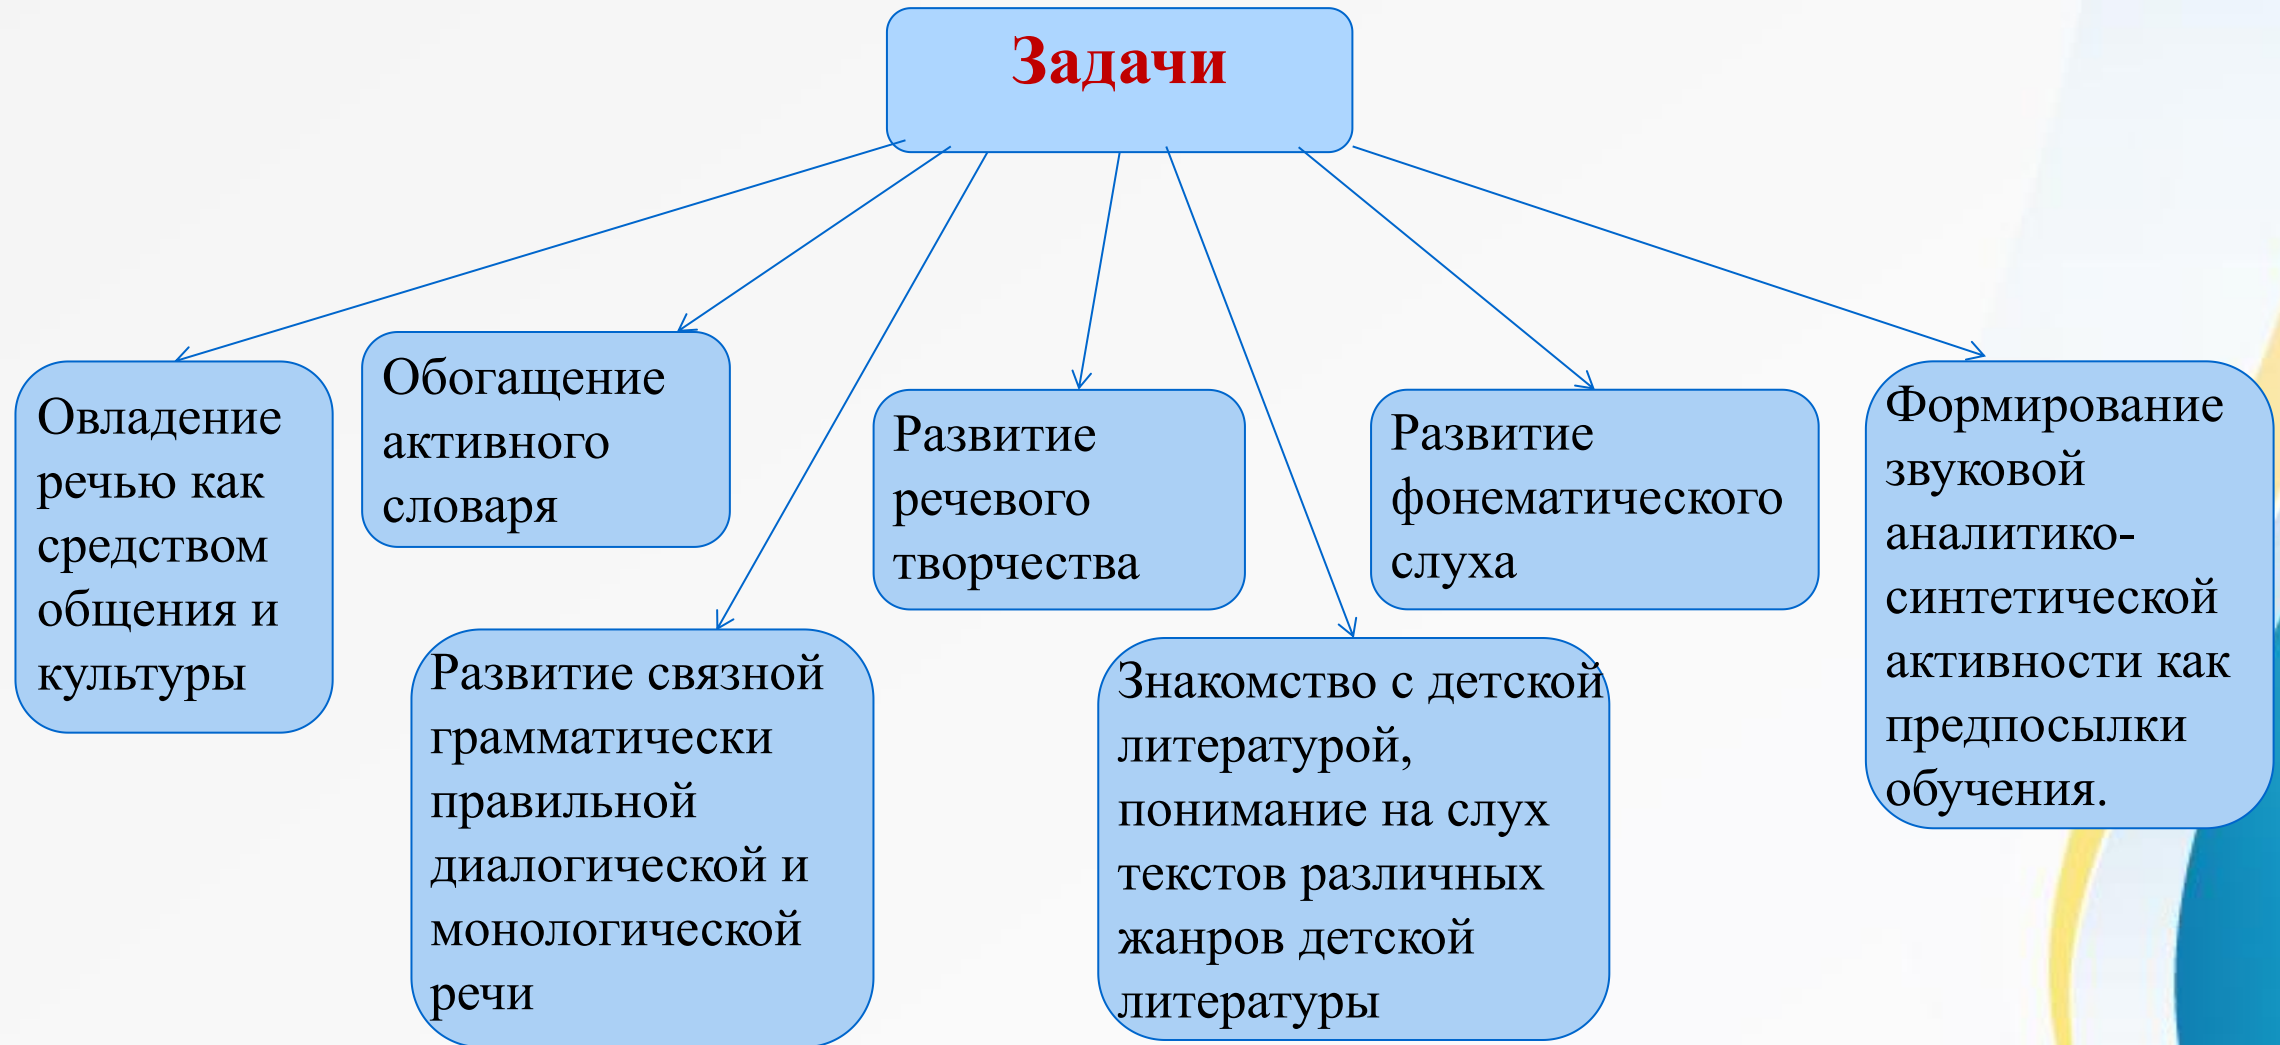 Задачи
Овладение
речью как
средством
общения и
культуры
Обогащение
активного
словаря
Развитие связной
грамматически
правильной
диалогической и
монологической
речи
Развитие
речевого
творчества
Знакомство с детской
литературой,
понимание на слух
текстов различных
жанров детской
литературы
Развитие
фонематического
слуха
Формирование
звуковой
аналитико-
синтетической
активности как
предпосылки
обучения.